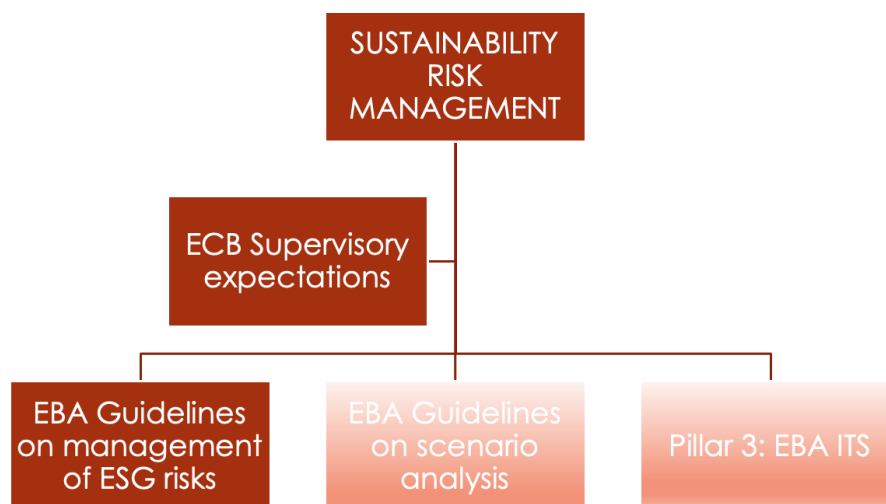 SUSTAINABILITY
RISK
MANAGEMENT
ECB Supervisory
expectations
EBA Guidelines
on management
of ESG risks
EBA Guidelines
on scenario
analysis
Pillar 3: EBA ITS